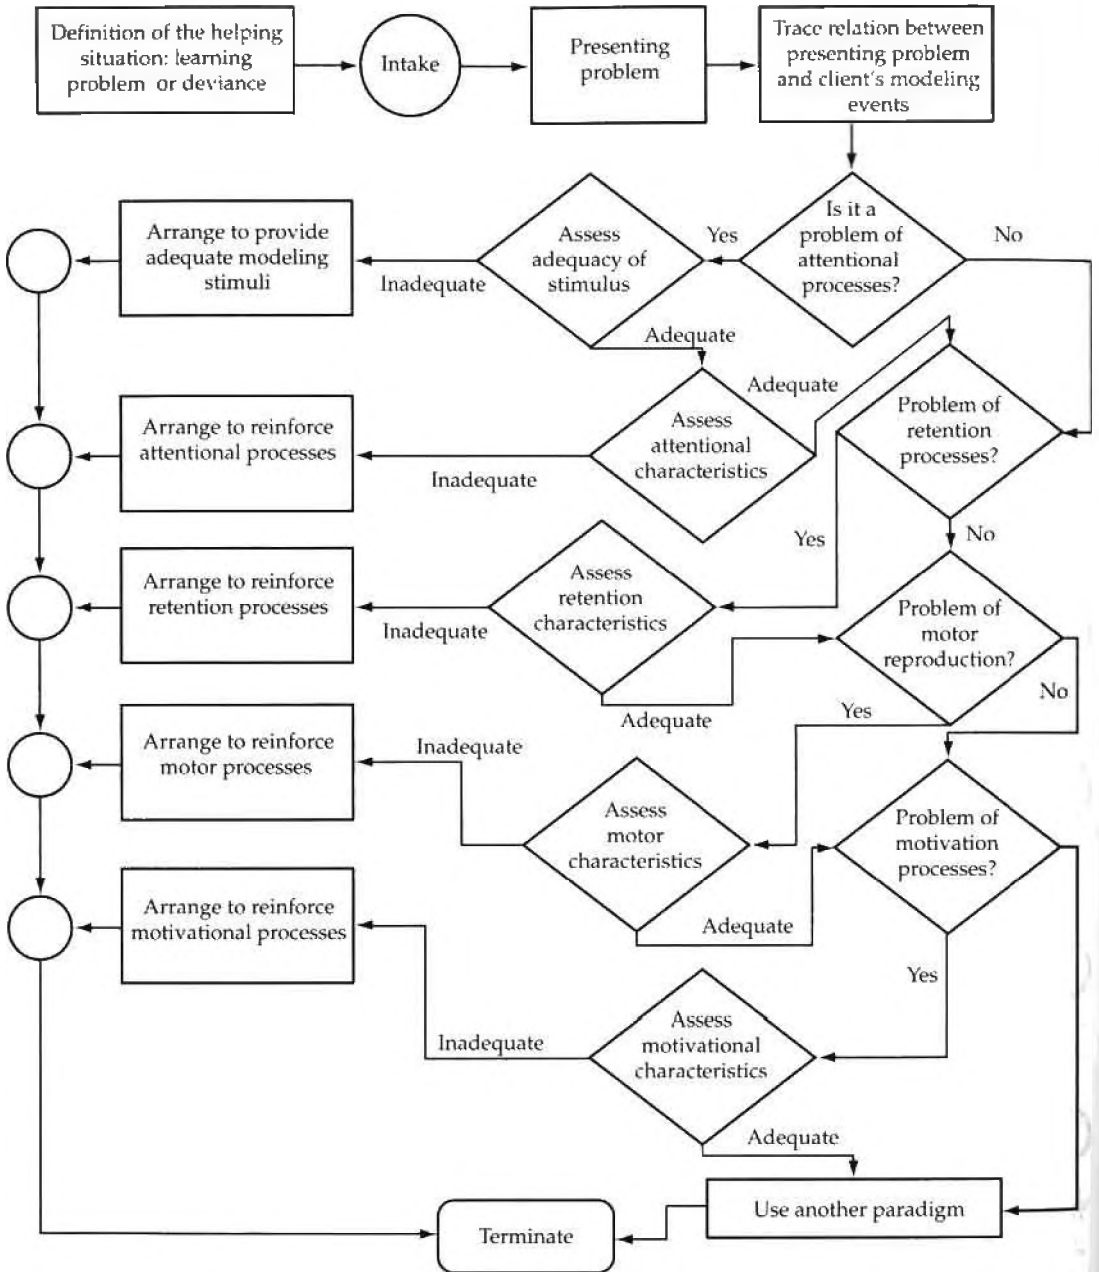 Definition of the helping
situation: learning
problem or deviance
Intake
Presenting
problem
Trace relation between
presenting problem
and client's modeling
events
Is it a
problem of
attentional
processes?
Yes
No
Assess
adequacy of
stimulus
Inadequate
Arrange to provide
adequate modeling
stimuli
Adequate
Assess
attentional
characteristics
Adequate
Inadequate
Arrange to reinforce
attentional processes
Problem of
retention
processes?
Yes
No
Assess
retention
characteristics
Inadequate
Arrange to reinforce
retention processes
Adequate
Problem of
motor
reproduction?
Yes
No
Assess
motor
characteristics
Inadequate
Arrange to reinforce
motor processes
Adequate
Problem of
motivation
processes?
Yes
Assess
motivational
characteristics
Inadequate
Arrange to reinforce
motivational processes
Adequate
Use another paradigm
Terminate